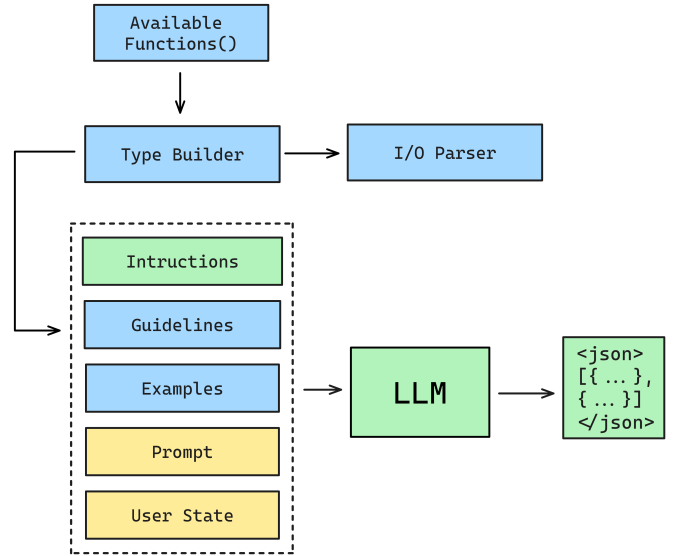 Available
Functions()
Type Builder
I/O Parser
Intructions
Guidelines
Examples
Prompt
User State
LLM
<json>
[{ ... },
{ ... }]
</json>